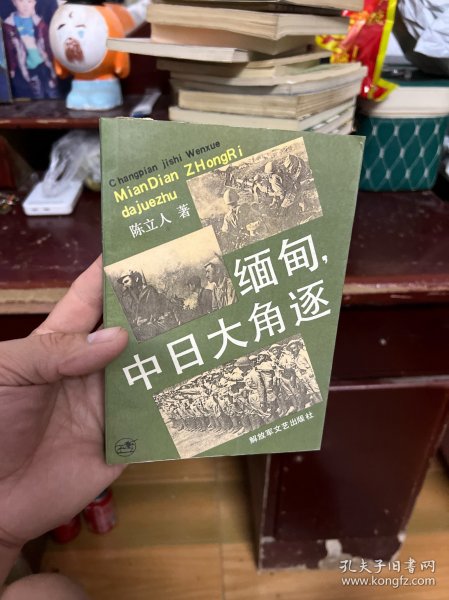 Changpian jishi Wenxue
MianDian ZHongRi
dajuezhu
陈立人 著
缅甸,
中日大角逐
解放军文艺出版社
孔夫子旧书网
www.kongfz.com